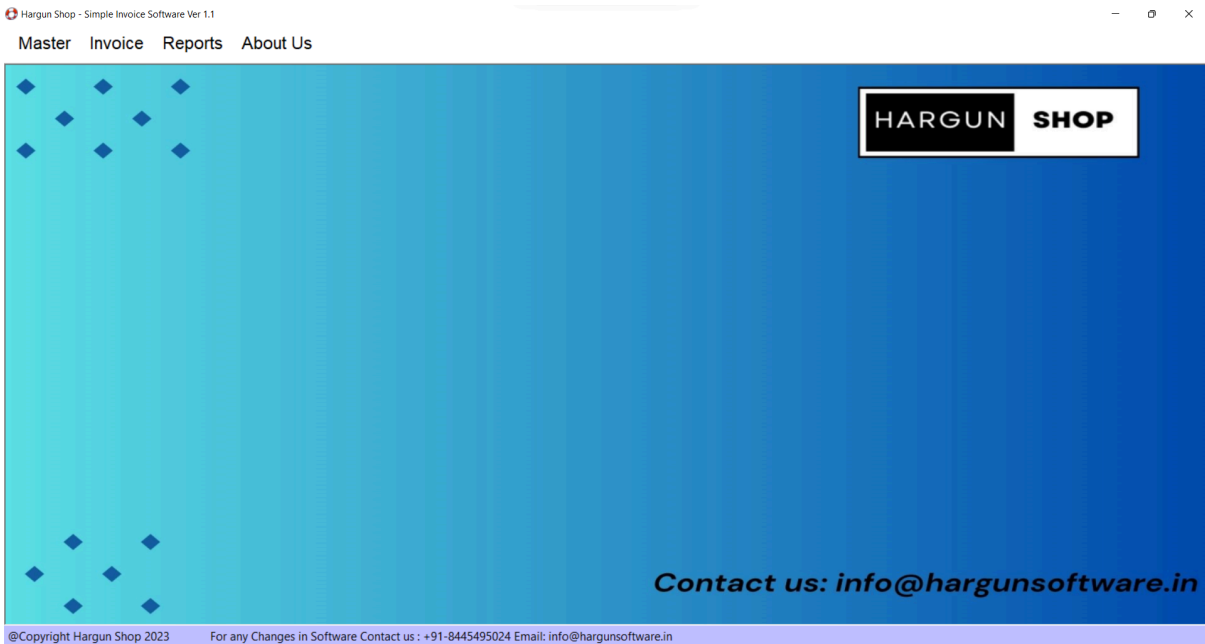 Hargun Shop - Simple Invoice Software Ver 1.1
Master Invoice Reports About Us
HARGUN SHOP
Contact us: info@hargunsoftware.in
@Copyright Hargun Shop 2023 For any Changes in Software Contact us : +91-8445495024 Email: info@hargunsoftware.in